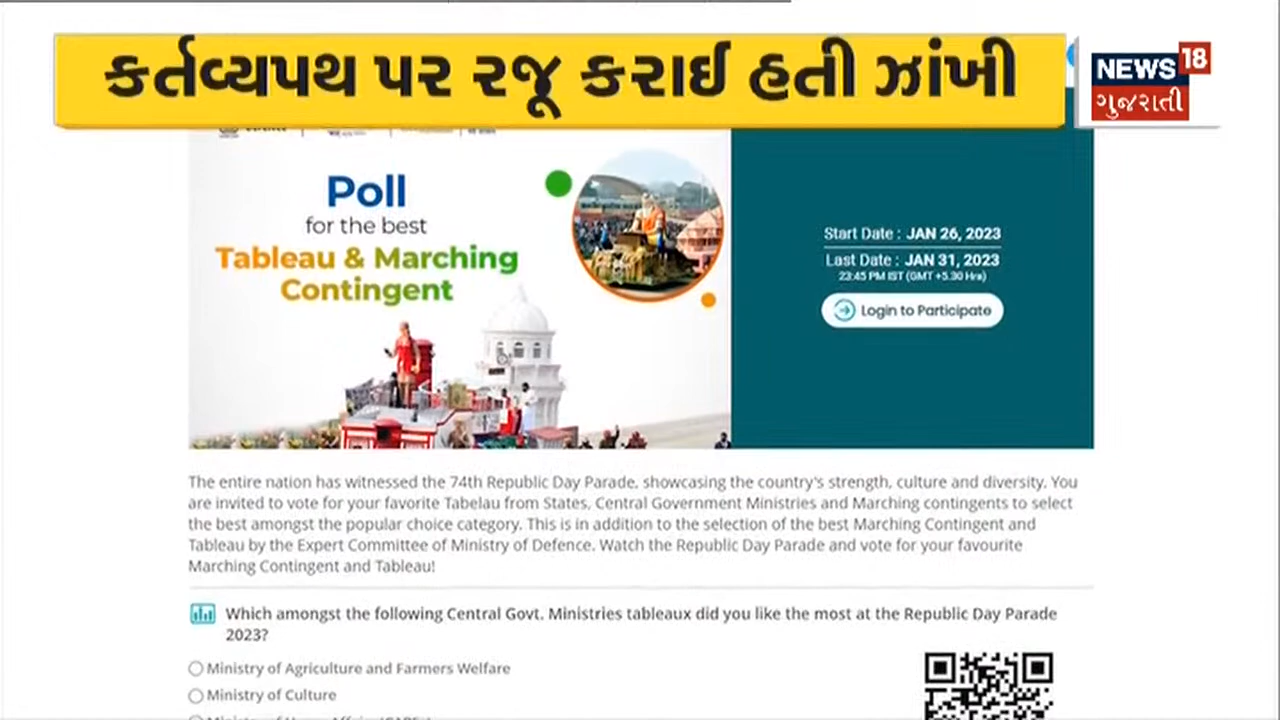 કર્તવ્યપથ પર રજૂ કરાઈ હતી ઝાંખી
NEWS 18
ગુજરાતી
Poll
for the best
Tableau & Marching
Contingent
Start Date : JAN 26, 2023
Last Date : JAN 31, 2023
23:45 PM IST (GMT +5.30 Hrs)
Login to Participate
The entire nation has witnessed the 74th Republic Day Parade, showcasing the country's strength, culture and diversity. You
are invited to vote for your favorite Tabelau from States, Central Government Ministries and Marching contingents to select
the best amongst the popular choice category. This is in addition to the selection of the best Marching Contingent and
Tableau by the Expert Committee of Ministry of Defence. Watch the Republic Day Parade and vote for your favourite
Marching Contingent and Tableau!
Which amongst the following Central Govt. Ministries tableaux did you like the most at the Republic Day Parade
2023?
Ministry of Agriculture and Farmers Welfare
Ministry of Culture